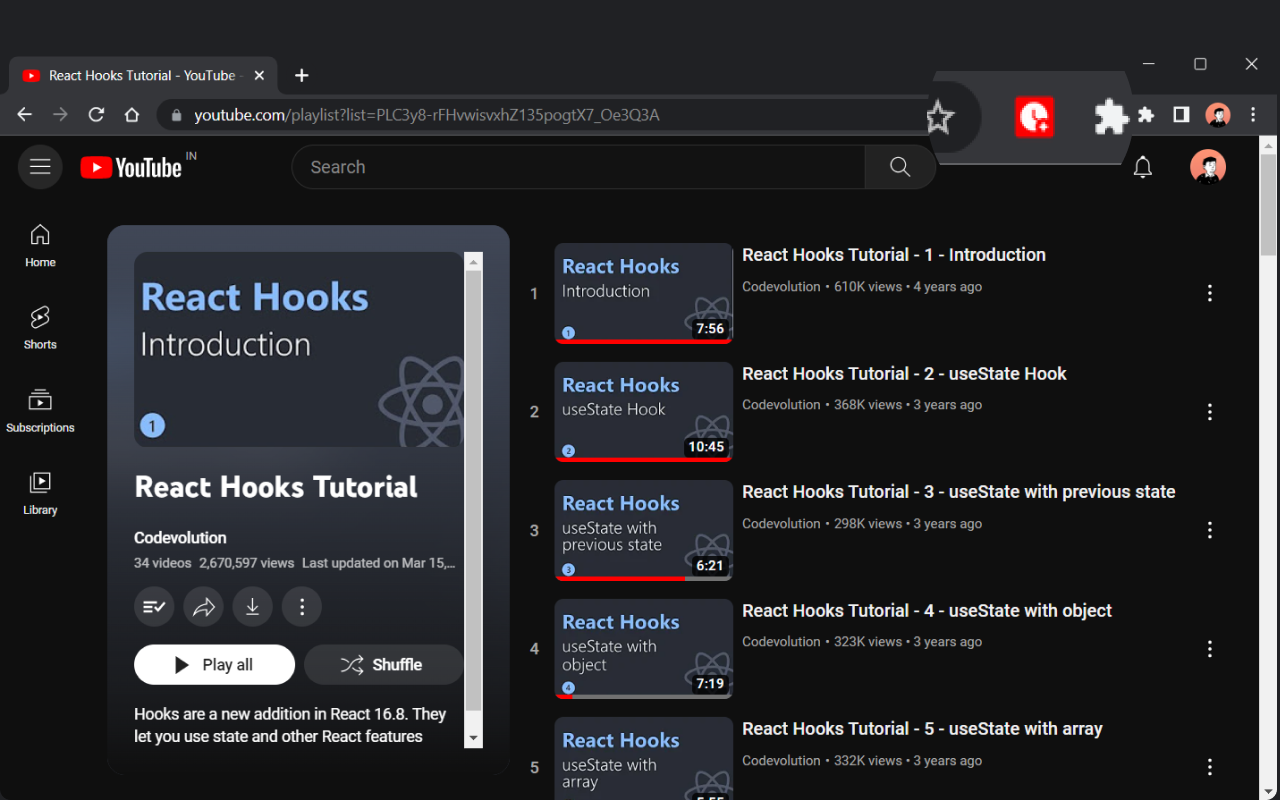 React Hooks Tutorial - YouTube -
youtube.com/playlist?list=PLC3y8-rFHvwisvxhZ135pogtX7_Oe3Q3A
YouTube IN
Search
Home
Shorts
Subscriptions
Library
React Hooks
Introduction
1
React Hooks Tutorial
Codevolution
34 videos 2,670,597 views Last updated on Mar 15,...
Play all
Shuffle
Hooks are a new addition in React 16.8. They
let you use state and other React features
1
React Hooks
Introduction
1
7:56
React Hooks Tutorial - 1 - Introduction
Codevolution • 610K views • 4 years ago
2
React Hooks
useState Hook
2
10:45
React Hooks Tutorial - 2 - useState Hook
Codevolution • 368K views • 3 years ago
3
React Hooks
useState with
previous state
3
6:21
React Hooks Tutorial - 3 - useState with previous state
Codevolution • 298K views • 3 years ago
4
React Hooks
useState with
object
4
7:19
React Hooks Tutorial - 4 - useState with object
Codevolution • 323K views • 3 years ago
5
React Hooks
useState with
array
React Hooks Tutorial - 5 - useState with array
Codevolution • 332K views • 3 years ago